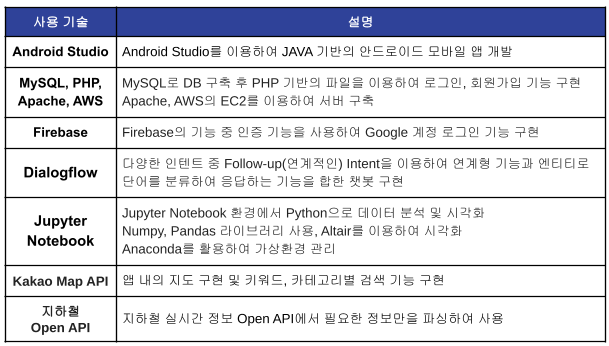 사용 기술 설명
Android Studio Android Studio를 이용하여 JAVA 기반의 안드로이드 모바일 앱 개발
MySQL, PHP, MySQL로 DB 구축 후 PHP 기반의 파일을 이용하여 로그인, 회원가입 기능 구현
Apache, AWS Apache, AWS의 EC2를 이용하여 서버 구축
Firebase Firebase의 기능 중 인증 기능을 사용하여 Google 계정 로그인 기능 구현
Dialogflow 다양한 인텐트 중 Follow-up(연계적인) Intent을 이용하여 연계형 기능과 엔티티로
단어를 분류하여 응답하는 기능을 합한 챗봇 구현
Jupyter Jupyter Notebook 환경에서 Python으로 데이터 분석 및 시각화
Notebook Numpy, Pandas 라이브러리 사용, Altair를 이용하여 시각화
Anaconda를 활용하여 가상환경 관리
Kakao Map API 앱 내의 지도 구현 및 키워드, 카테고리별 검색 기능 구현
지하철 지하철 실시간 정보 Open API에서 필요한 정보만을 파싱하여 사용
Open API